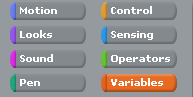 Motion Control
Looks Sensing
Sound Operators
Pen Variables